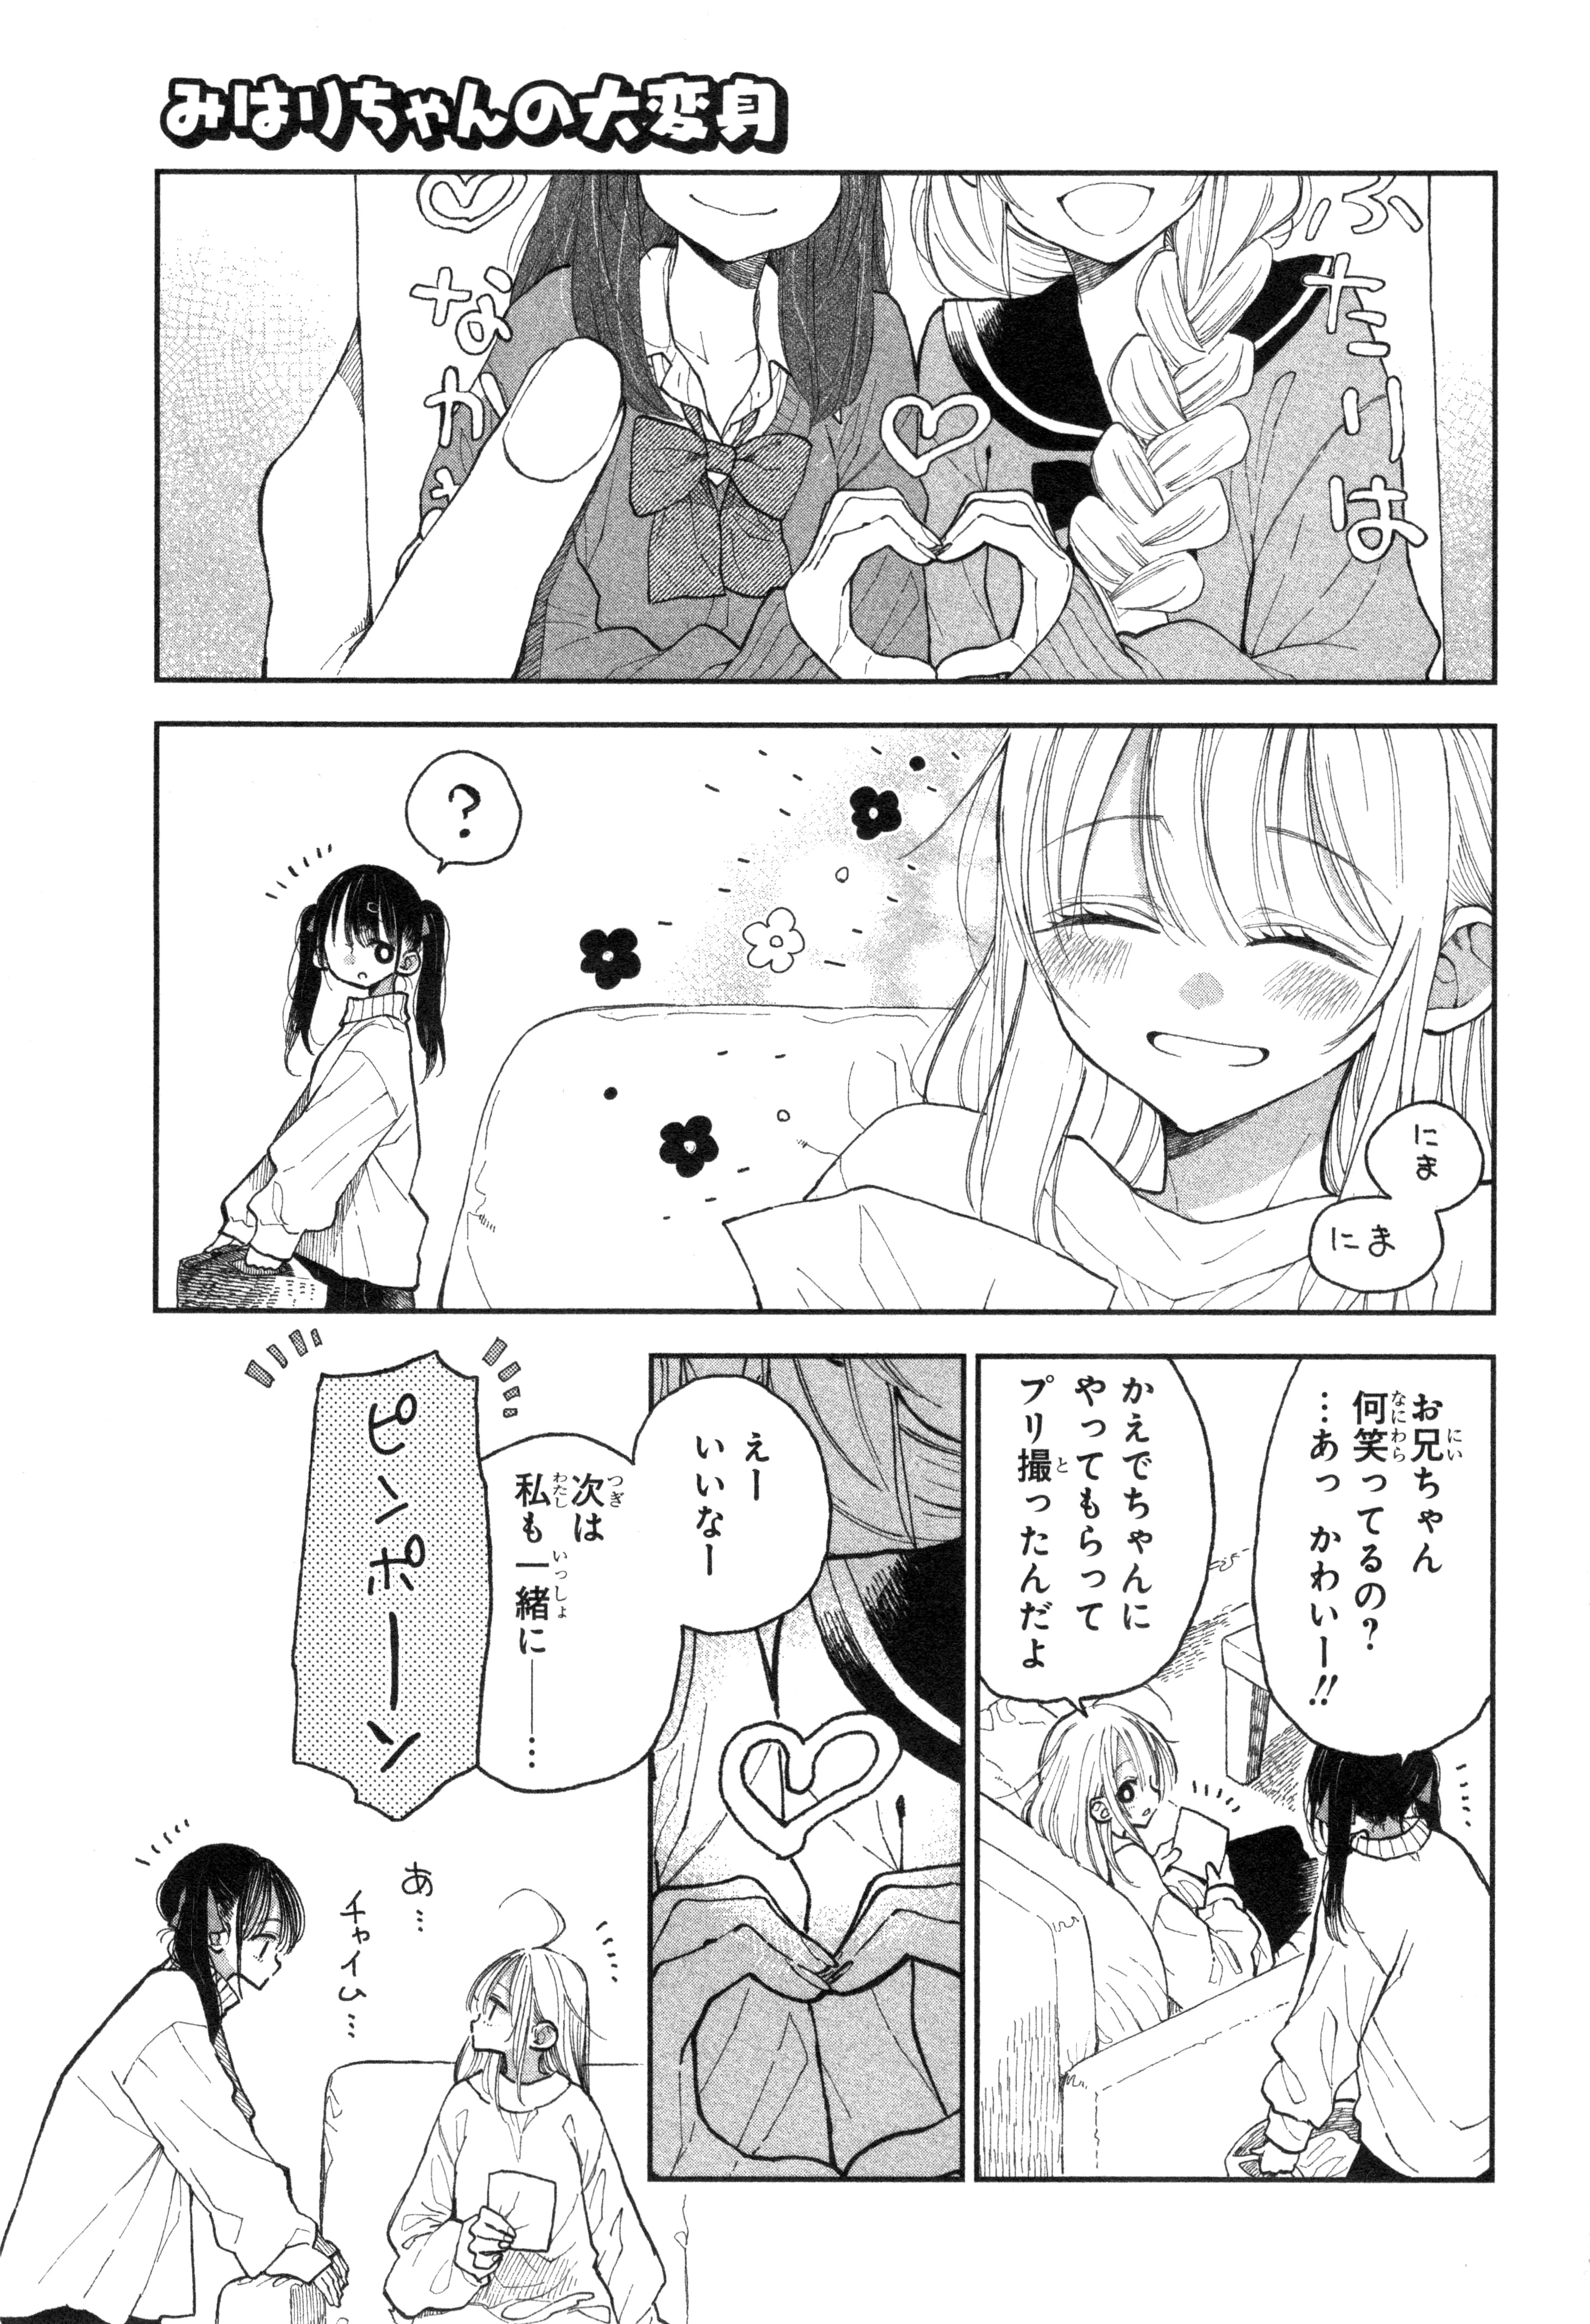 みはりちゃんの大変身
ふたりは
なかよ
?
にま
にま
お兄ちゃん
何笑ってるの?
…あっ かわいー!!
かえでちゃんに
やってもらって
プリ撮ったんだよ
えー
いいなー
次は
私も一緒に――…
ピンポーン
あ…
チャイム…